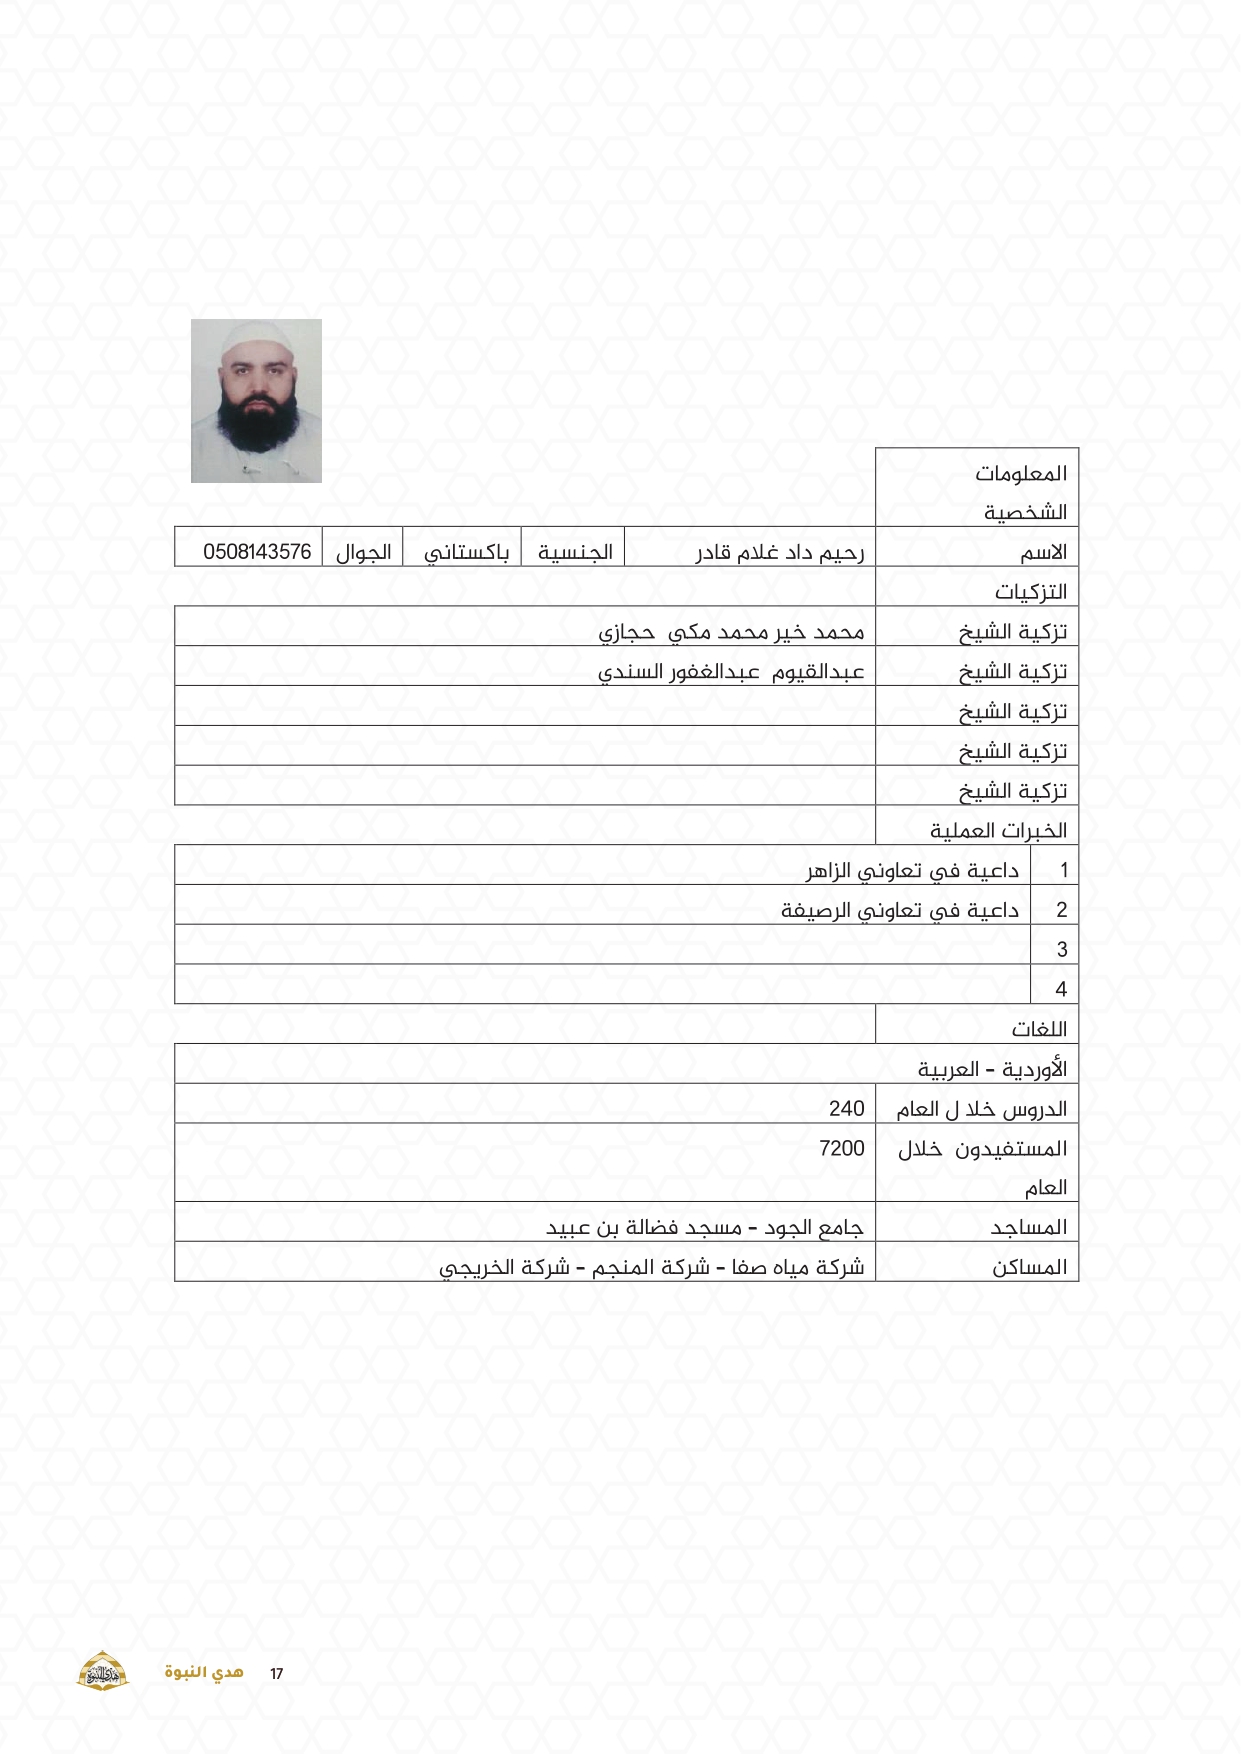 المعلومات
الشخصية
الاسم رحيم داد غلام قادر الجنسية باكستاني الجوال 0508143576
التزكيات
تزكية الشيخ محمد خير محمد مكي حجازي
تزكية الشيخ عبدالقيوم عبدالغفور السندي
تزكية الشيخ
تزكية الشيخ
تزكية الشيخ
الخبرات العملية
1 داعية في تعاوني الزاهر
2 داعية في تعاوني الرصيفة
3
4
اللغات
الأوردية - العربية
الدروس خلا ل العام 240
المستفيدون خلال 7200
العام
المساجد جامع الجود - مسجد فضالة بن عبيد
المساكن شركة مياه صفا - شركة المنجم - شركة الخريجي
17 هدي النبوة
هدي النبوة